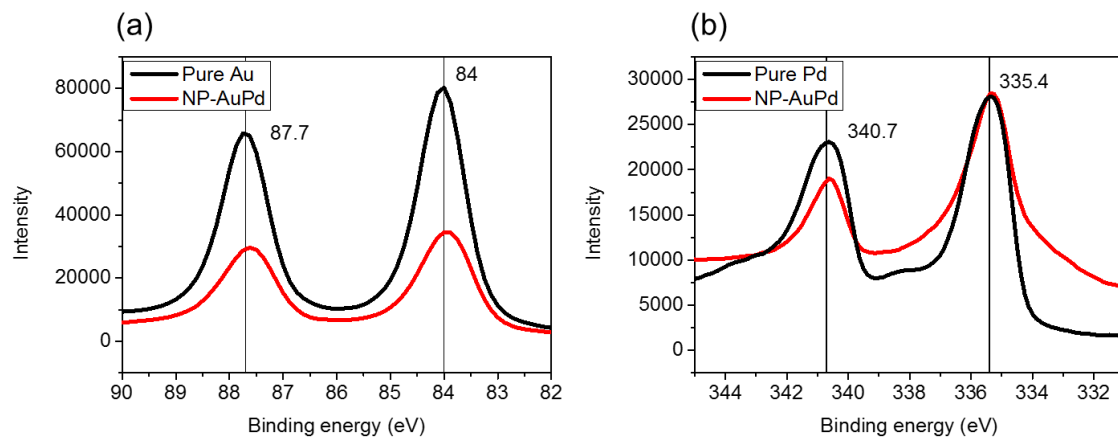 (a)
Pure Au
NP-AuPd
84
87.7
80000
60000
40000
20000
0
Intensity
90 89 88 87 86 85 84 83 82
Binding energy (eV)
(b)
Pure Pd
NP-AuPd
335.4
340.7
30000
25000
20000
15000
10000
5000
0
Intensity
344 342 340 338 336 334 332
Binding energy (eV)